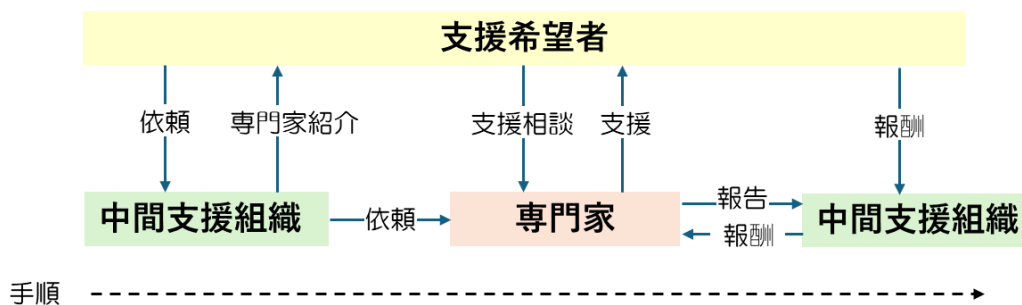 支援希望者
依頼
専門家紹介
支援相談
支援
報酬
中間支援組織
依頼
専門家
報告
報酬
中間支援組織
手順